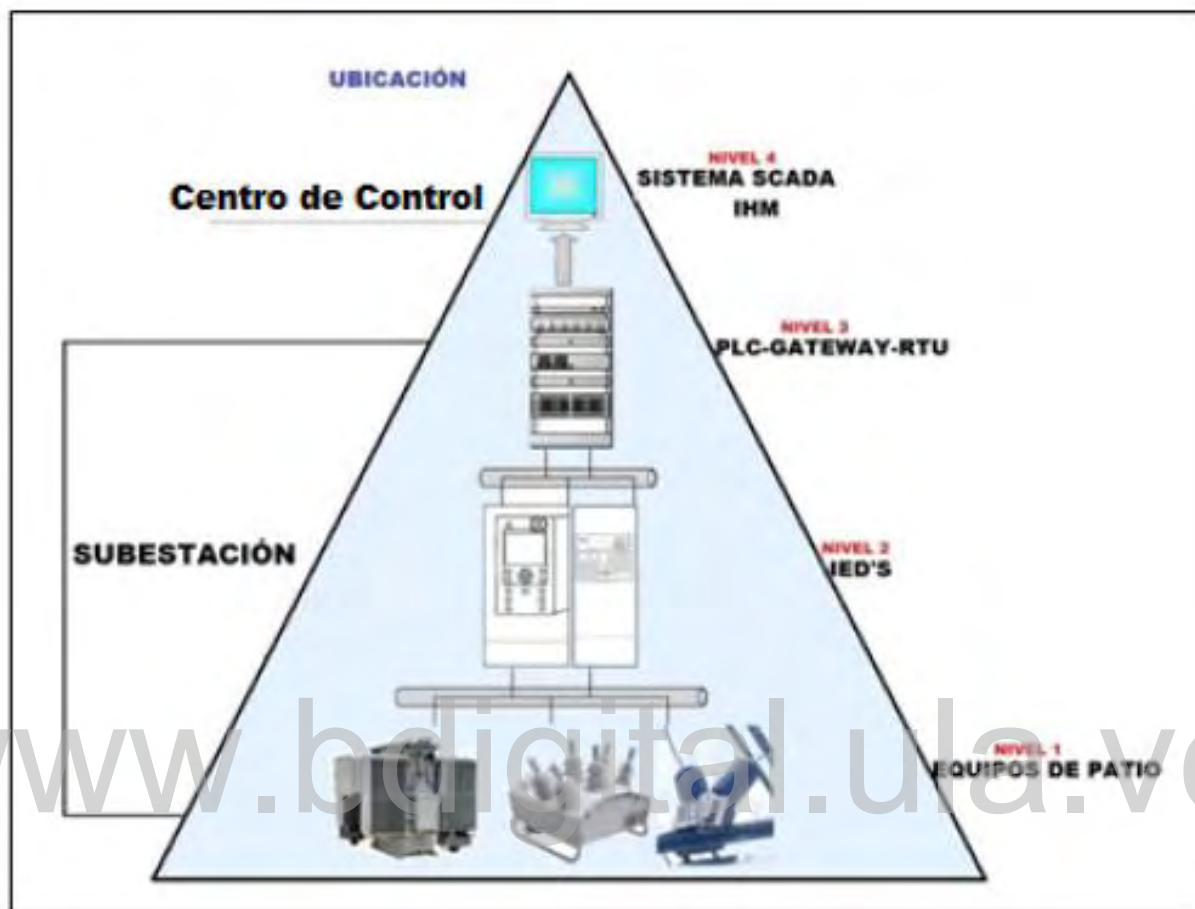 UBICACIÓN
NIVEL 4
SISTEMA SCADA
IHM
Centro de Control
NIVEL 3
PLC-GATEWAY-RTU
SUBESTACIÓN
NIVEL 2
IED'S
NIVEL 1
EQUIPOS DE PATIO
www.bdigital.ula.ve